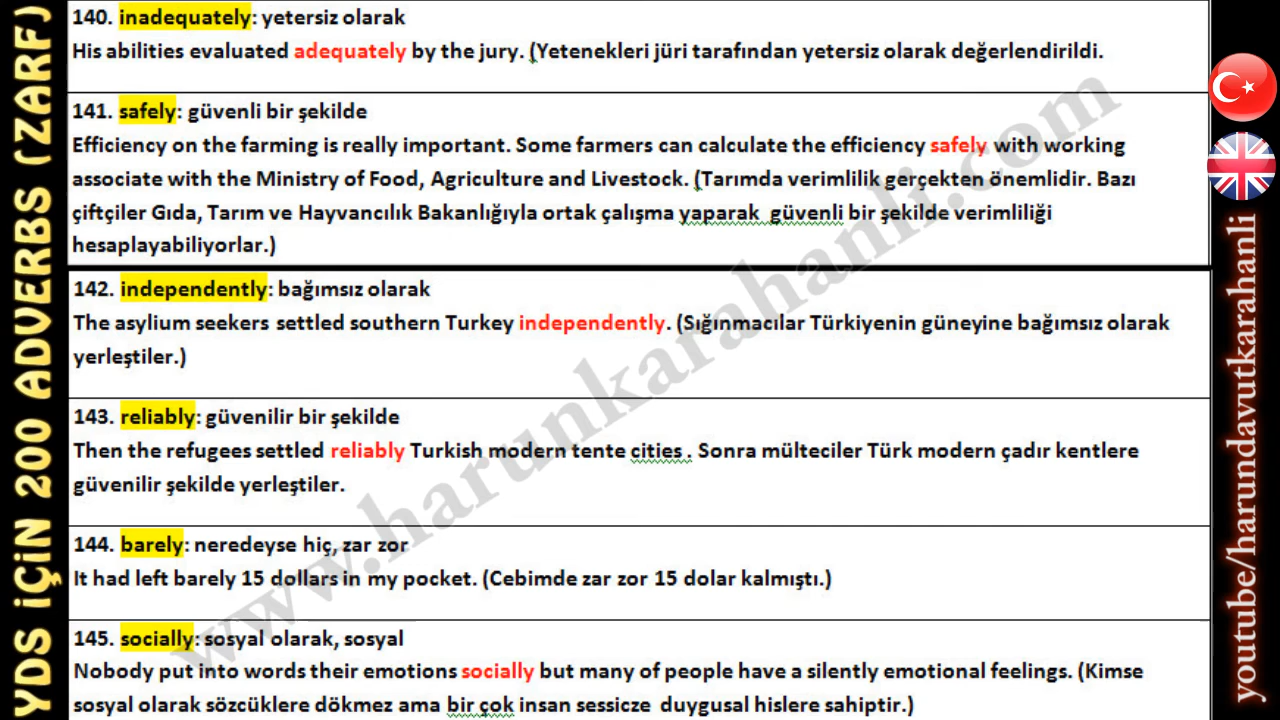 YDS İÇİN 200 ADVERBS (ZARF)
140. inadequately: yetersiz olarak
His abilities evaluated adequately by the jury. (Yetenekleri jüri tarafından yetersiz olarak değerlendirildi.
141. safely: güvenli bir şekilde
Efficiency on the farming is really important. Some farmers can calculate the efficiency safely with working
associate with the Ministry of Food, Agriculture and Livestock. (Tarımda verimlilik gerçekten önemlidir. Bazı
çiftçiler Gıda, Tarım ve Hayvancılık Bakanlığıyla ortak çalışma yaparak güvenli bir şekilde verimliliği
hesaplayabiliyorlar.)
142. independently: bağımsız olarak
The asylium seekers settled southern Turkey independently. (Sığınmacılar Türkiyenin güneyine bağımsız olarak
yerleştiler.)
143. reliably: güvenilir bir şekilde
Then the refugees settled reliably Turkish modern tente cities . Sonra mülteciler Türk modern çadır kentlere
güvenilir şekilde yerleştiler.
144. barely: neredeyse hiç, zar zor
It had left barely 15 dollars in my pocket. (Cebimde zar zor 15 dolar kalmıştı.)
145. socially: sosyal olarak, sosyal
Nobody put into words their emotions socially but many of people have a silently emotional feelings. (Kimse
sosyal olarak sözcüklere dökmez ama bir çok insan sessizce duygusal hislere sahiptir.)
www.harunkarahanli.com
youtube/harundavutkarahanli